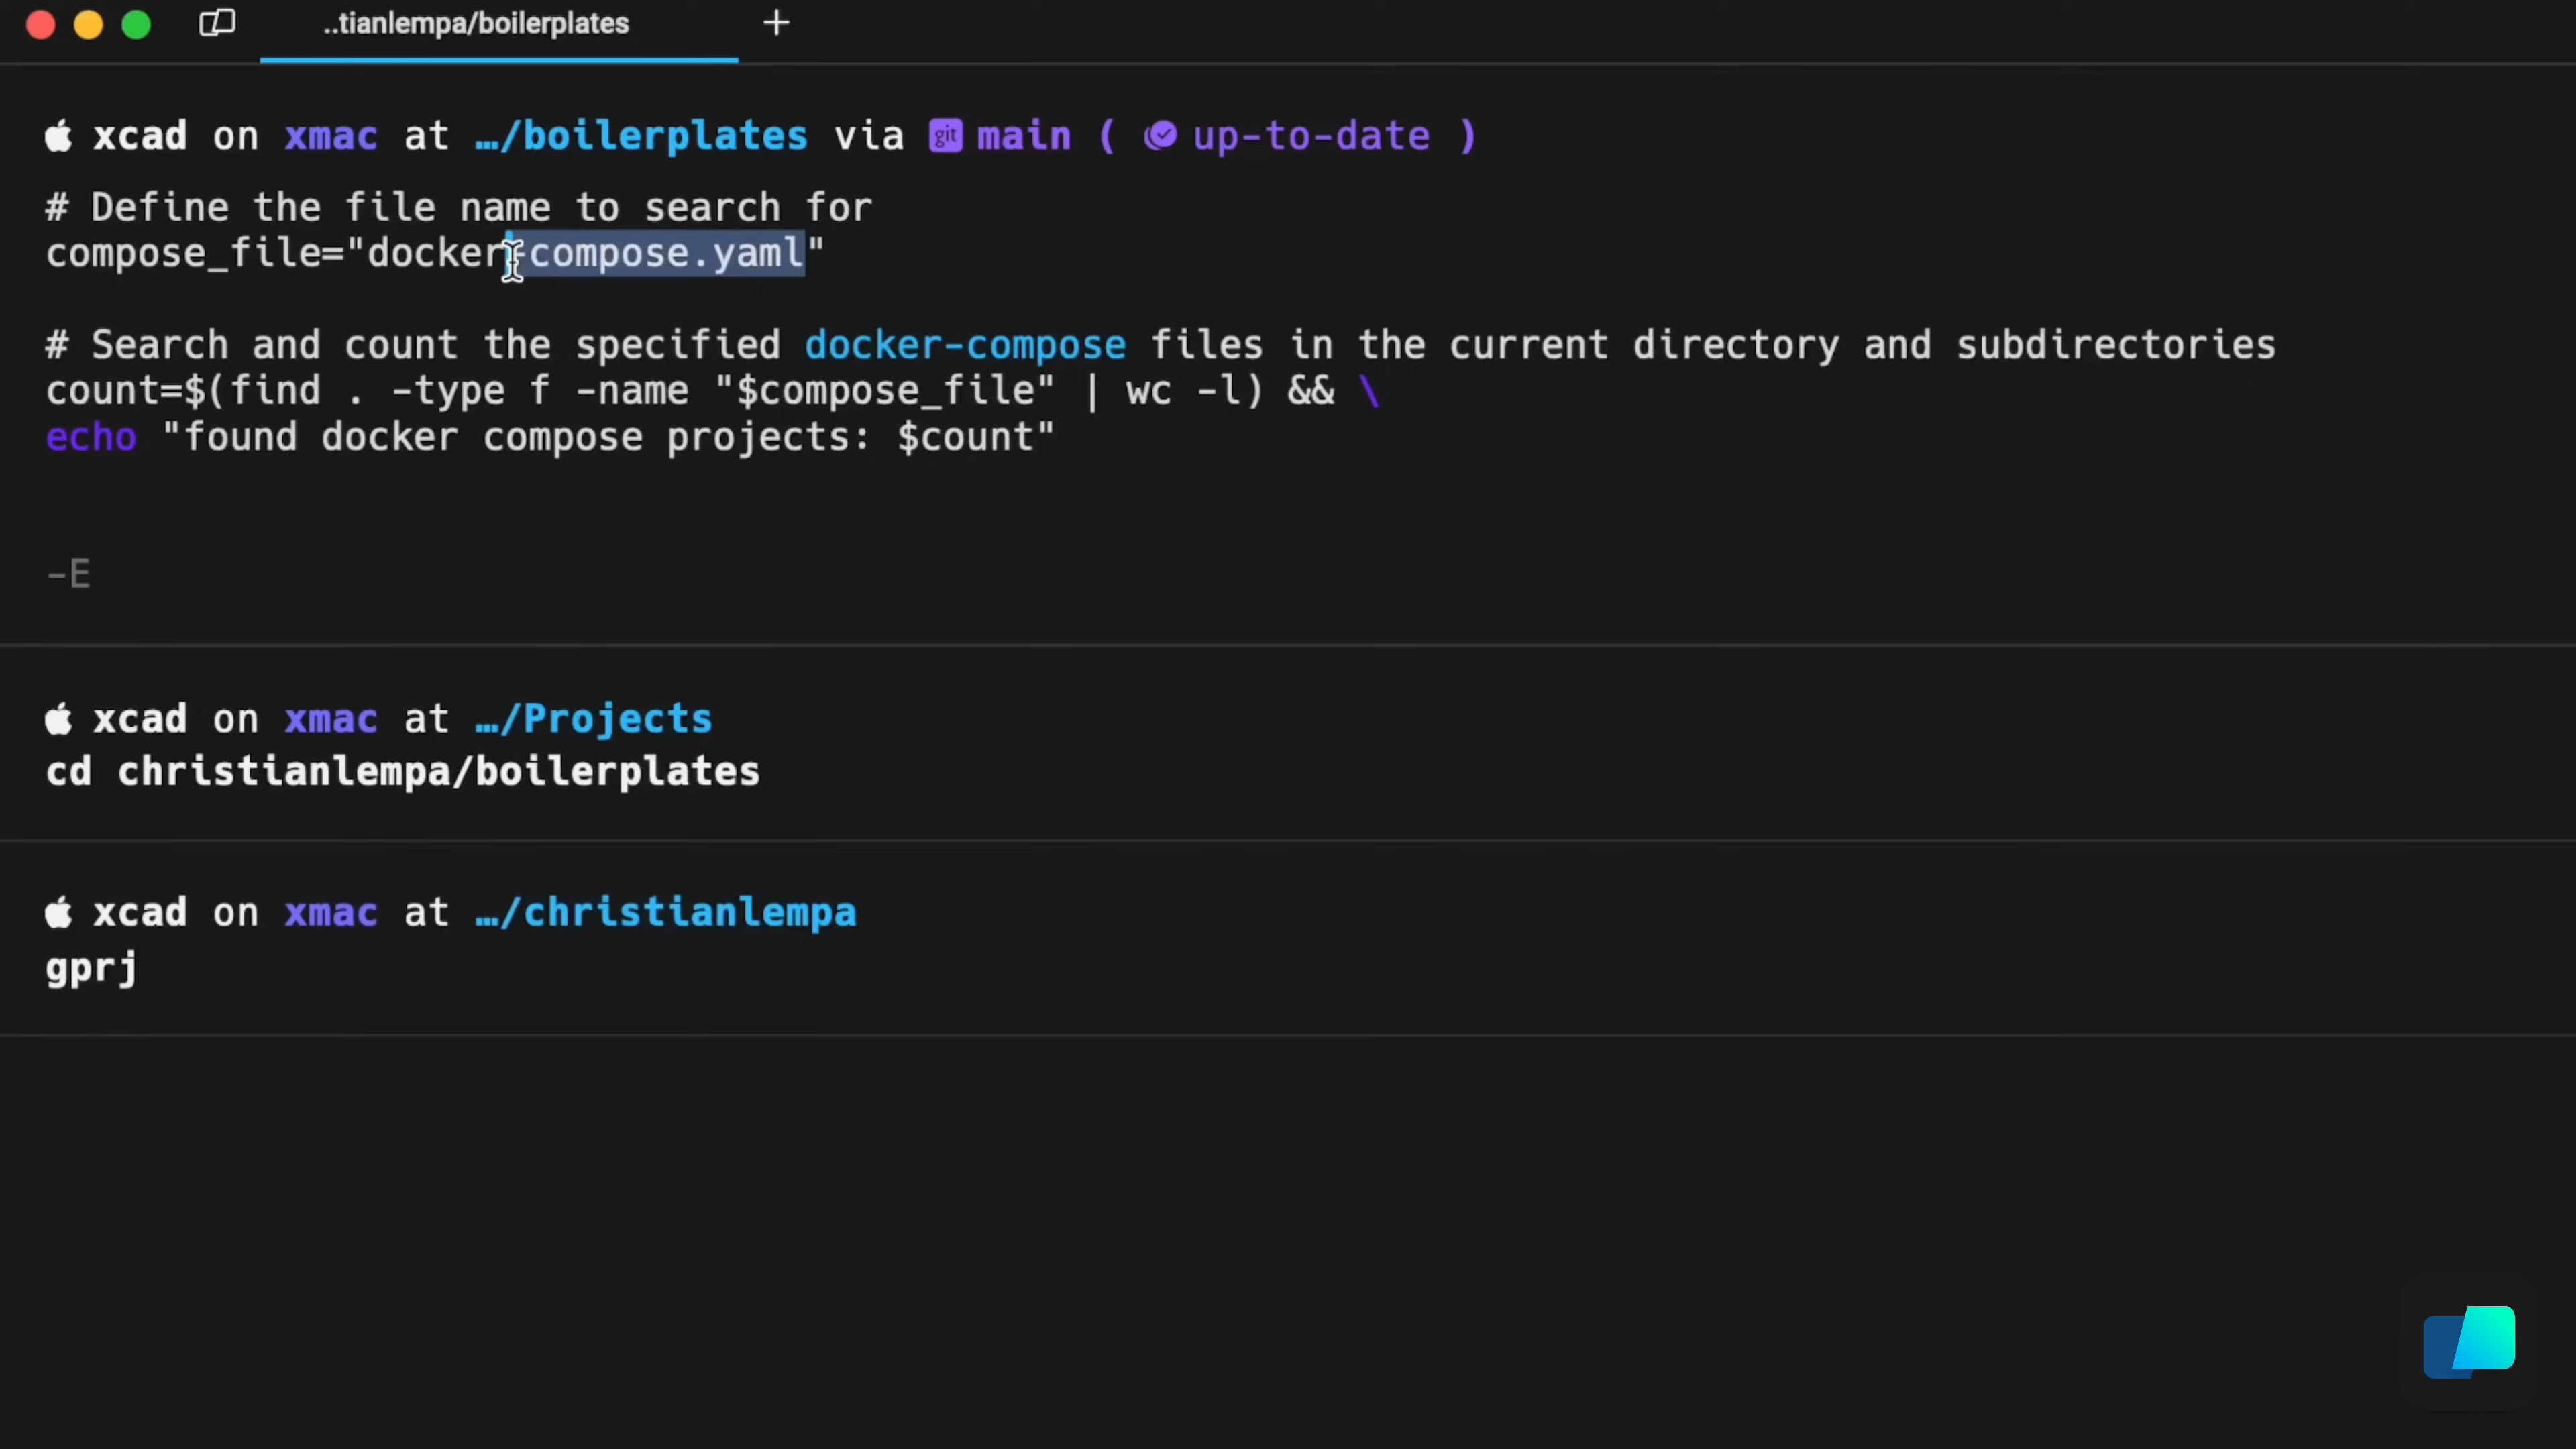 ..tianlempa/boilerplates
xcad on xmac at …/boilerplates via git main ( up-to-date )
# Define the file name to search for
compose_file="docker-compose.yaml"
# Search and count the specified docker-compose files in the current directory and subdirectories
count=$(find . -type f -name "$compose_file" | wc -l) && \
echo "found docker compose projects: $count"
-E
xcad on xmac at …/Projects
cd christianlempa/boilerplates
xcad on xmac at …/christianlempa
gprj